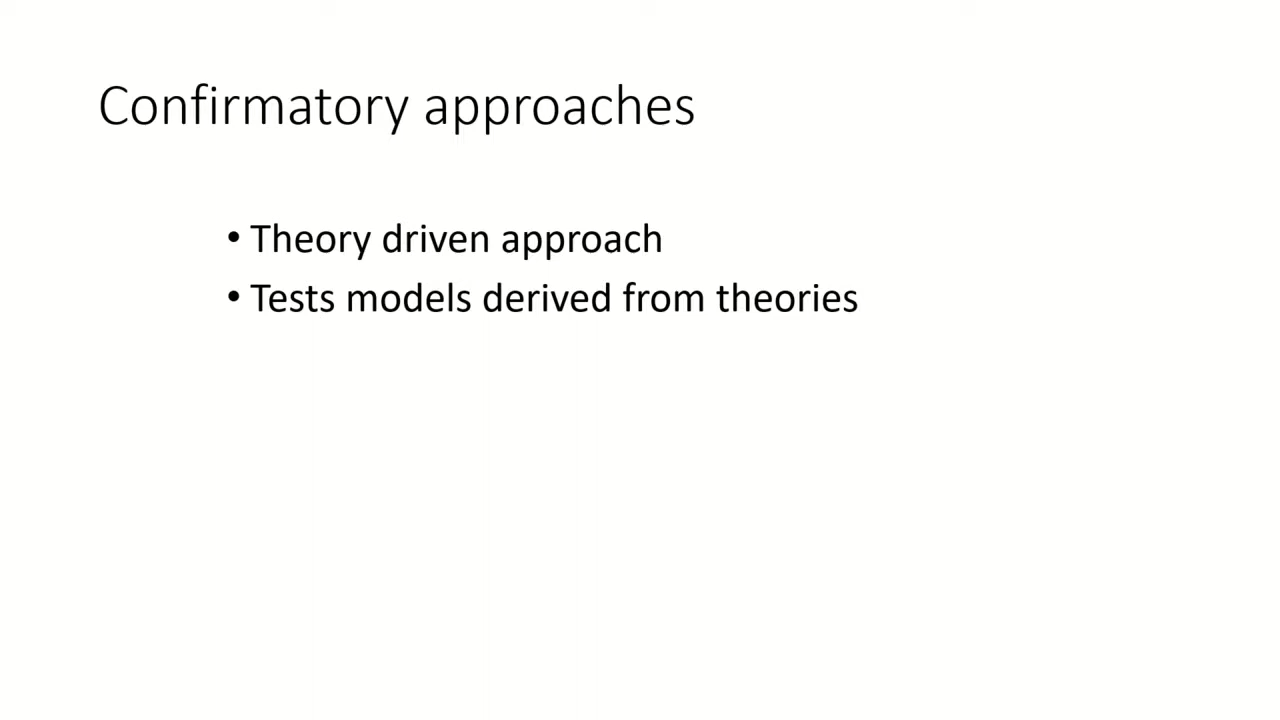 Confirmatory approaches
• Theory driven approach
• Tests models derived from theories